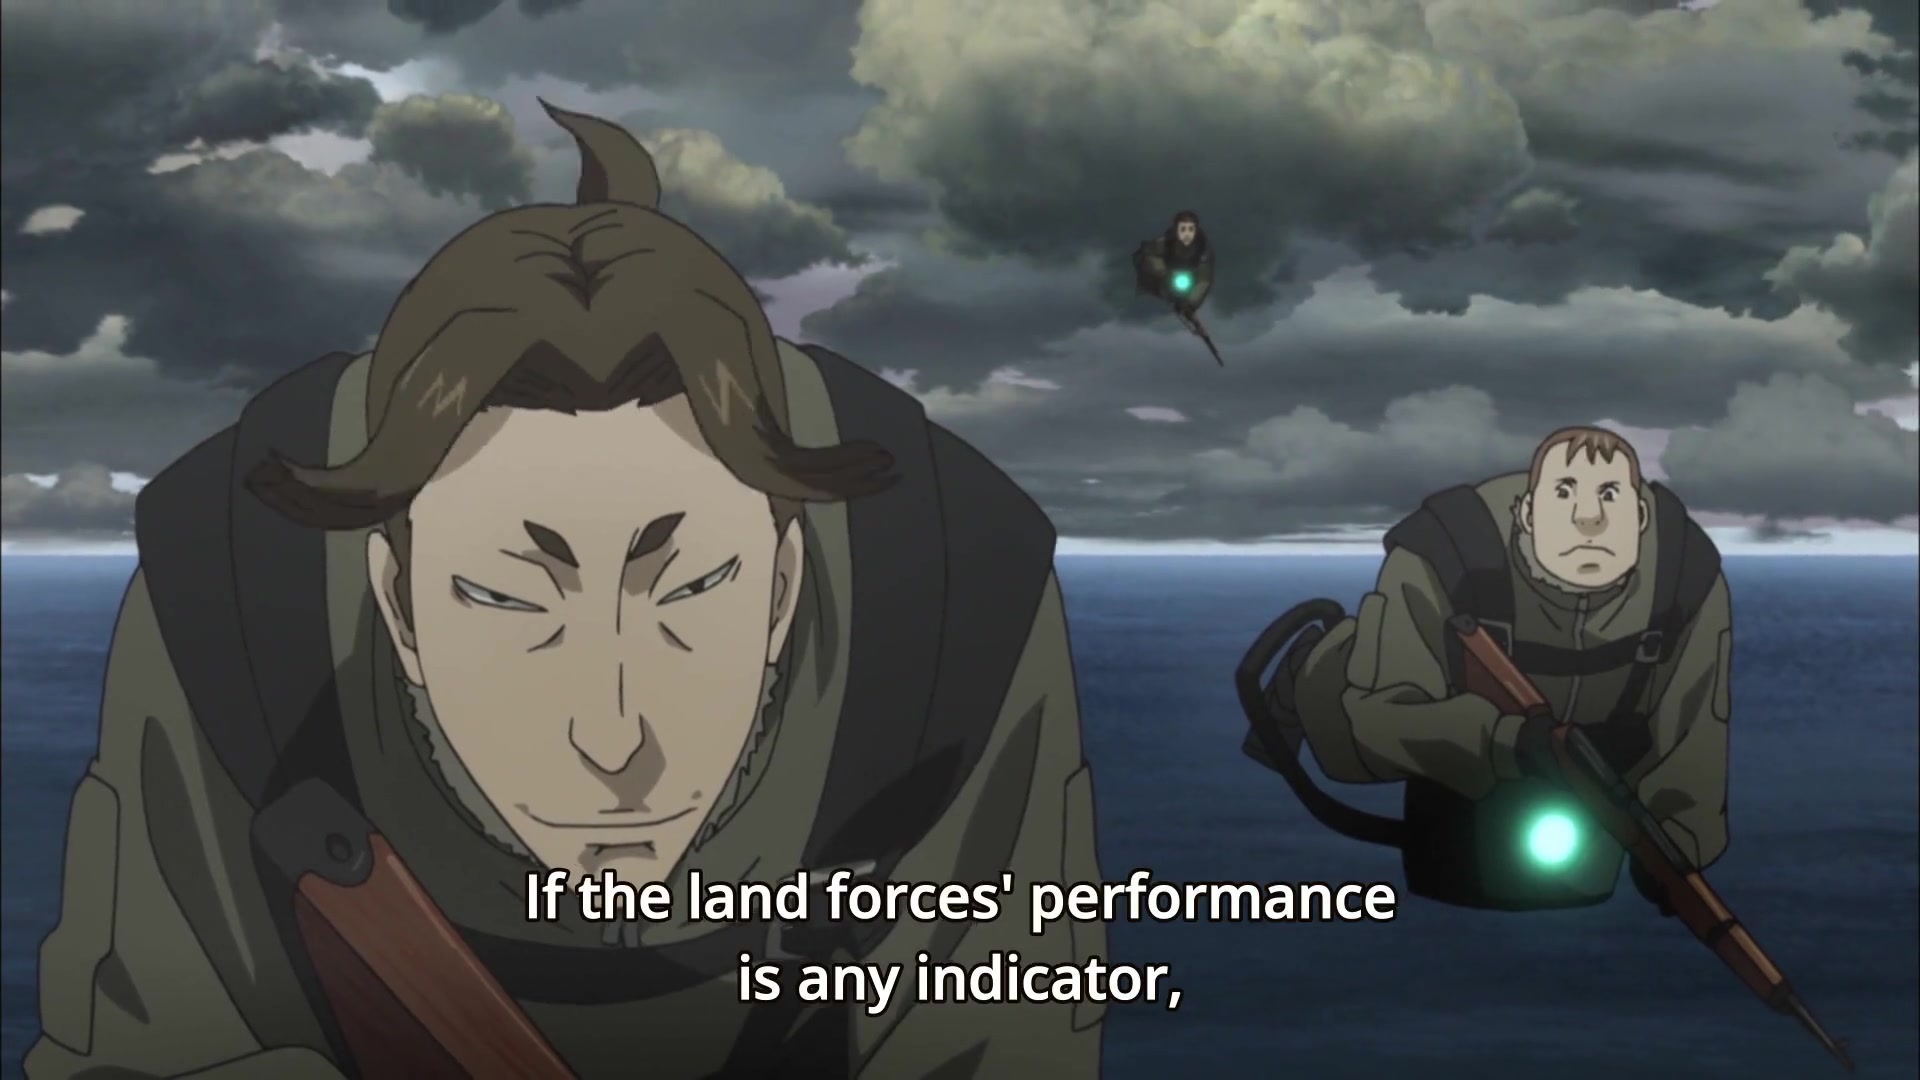 If the land forces' performance
is any indicator,